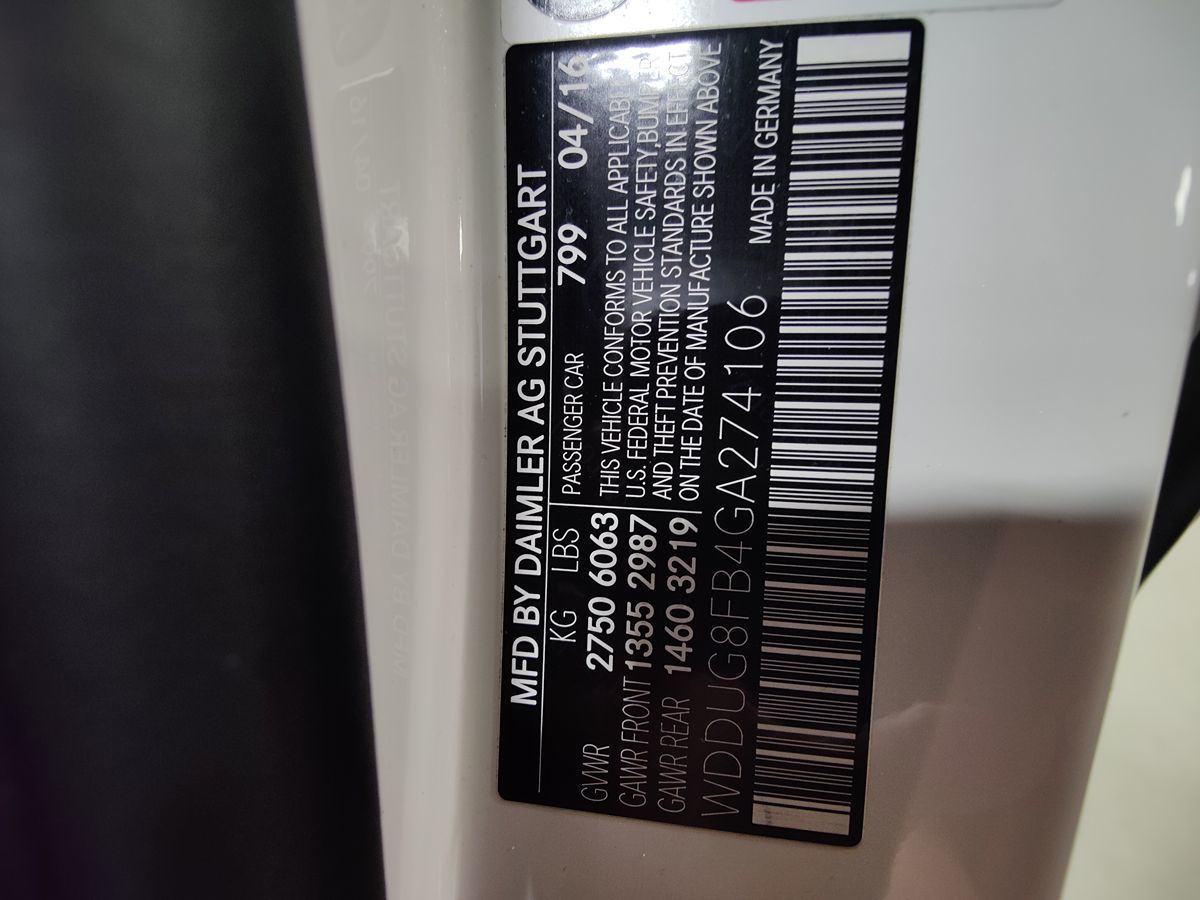 MFD BY DAIMLER AG STUTTGART
KG LBS PASSENGER CAR 799 04/16
GVWR 2750 6063 THIS VEHICLE CONFORMS TO ALL APPLICABLE
GAWR FRONT 1355 2987 U.S. FEDERAL MOTOR VEHICLE SAFETY, BUMPER
GAWR REAR 1460 3219 AND THEFT PREVENTION STANDARDS IN EFFECT
ON THE DATE OF MANUFACTURE SHOWN ABOVE
WDDUG8FB4GA274106 MADE IN GERMANY